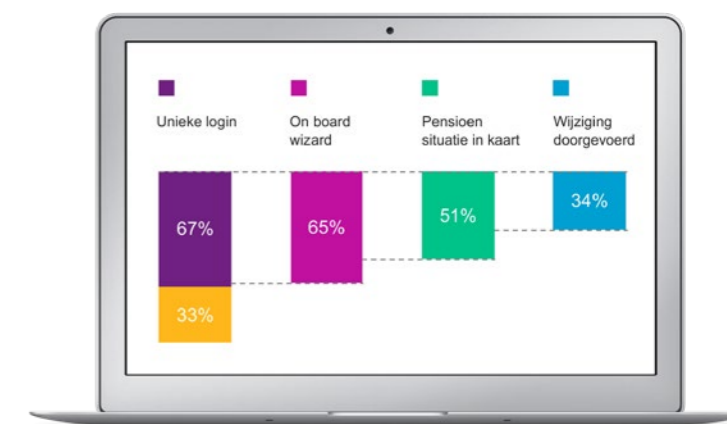 Unieke login
On board
wizard
Pensioen
situatie in kaart
Wijziging
doorgevoerd
67%
65%
51%
34%
33%